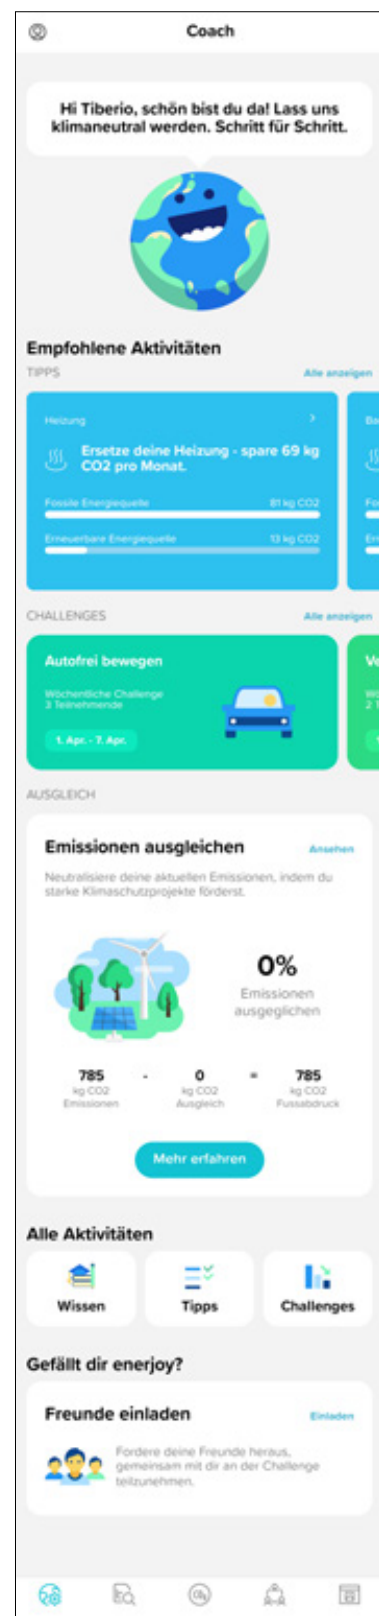 Coach
Hi Tiberio, schön bist du da! Lass uns
klimaneutral werden. Schritt für Schritt.
Empfohlene Aktivitäten
TIPPS
Alle anzeigen
Heizung
Ersetze deine Heizung - spare 69 kg
CO2 pro Monat.
Fossile Energiequelle
81 kg CO2
Erneuerbare Energiequelle
13 kg CO2
CHALLENGES
Alle anzeigen
Autofrei bewegen
Wöchentliche Challenge
3 Teilnehmende
1. Apr. - 7. Apr.
AUSGLEICH
Emissionen ausgleichen
Ansehen
Neutralisiere deine aktuellen Emissionen, indem du
starke Klimaschutzprojekte förderst.
0%
Emissionen
ausgeglichen
785 - 0 = 785
kg CO2 kg CO2 kg CO2
Emissionen Ausgleich Fussabdruck
Mehr erfahren
Alle Aktivitäten
Wissen Tipps Challenges
Gefällt dir enerjoy?
Freunde einladen
Einladen
Fordere deine Freunde heraus,
gemeinsam mit dir an der Challenge
teilzunehmen.